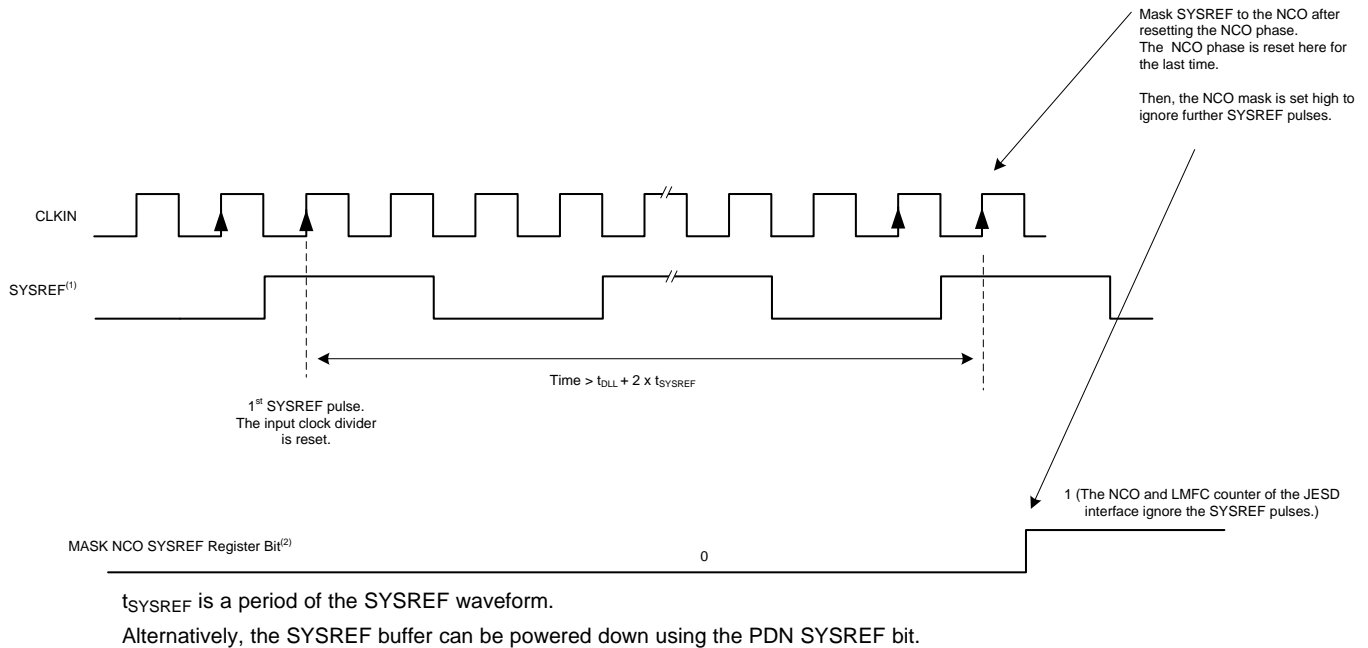 Mask SYSREF to the NCO after
resetting the NCO phase.
The  NCO phase is reset here for
the last time.
Then, the NCO mask is set high to
ignore further SYSREF pulses.
CLKIN
SYSREF(1)
Time > tDLL + 2 x tSYSREF
1st SYSREF pulse.
The input clock divider
is reset.
1 (The NCO and LMFC counter of the JESD
interface ignore the SYSREF pulses.)
MASK NCO SYSREF Register Bit(2)
0
tSYSREF is a period of the SYSREF waveform.
Alternatively, the SYSREF buffer can be powered down using the PDN SYSREF bit.